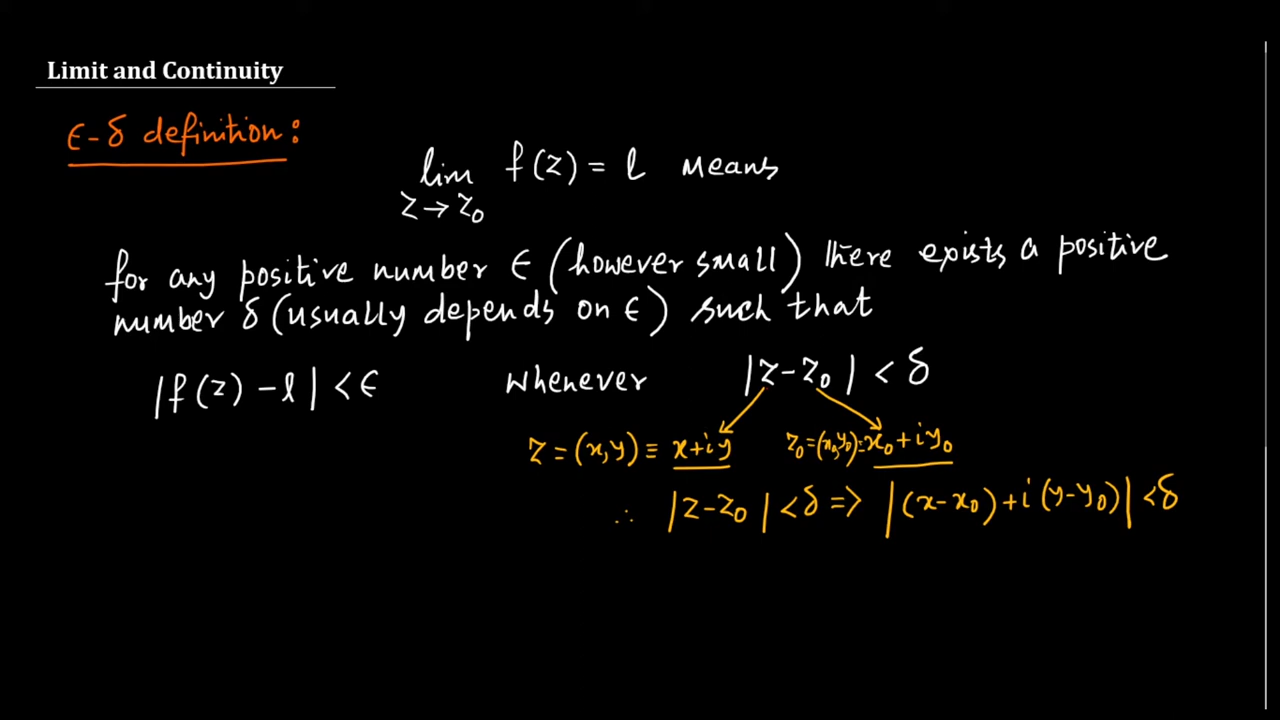 Limit and Continuity
ϵ-δ definition:
lim f(z) = l means
z→z₀
for any positive number ϵ (however small) there exists a positive
number δ (usually depends on ϵ) such that
|f(z) - l| < ϵ whenever |z - z₀| < δ
z = (x, y) ≡ x+iy z₀ = (x₀, y₀) ≡ x₀+iy₀
∴ |z - z₀| < δ => |(x - x₀) + i(y - y₀)| < δ